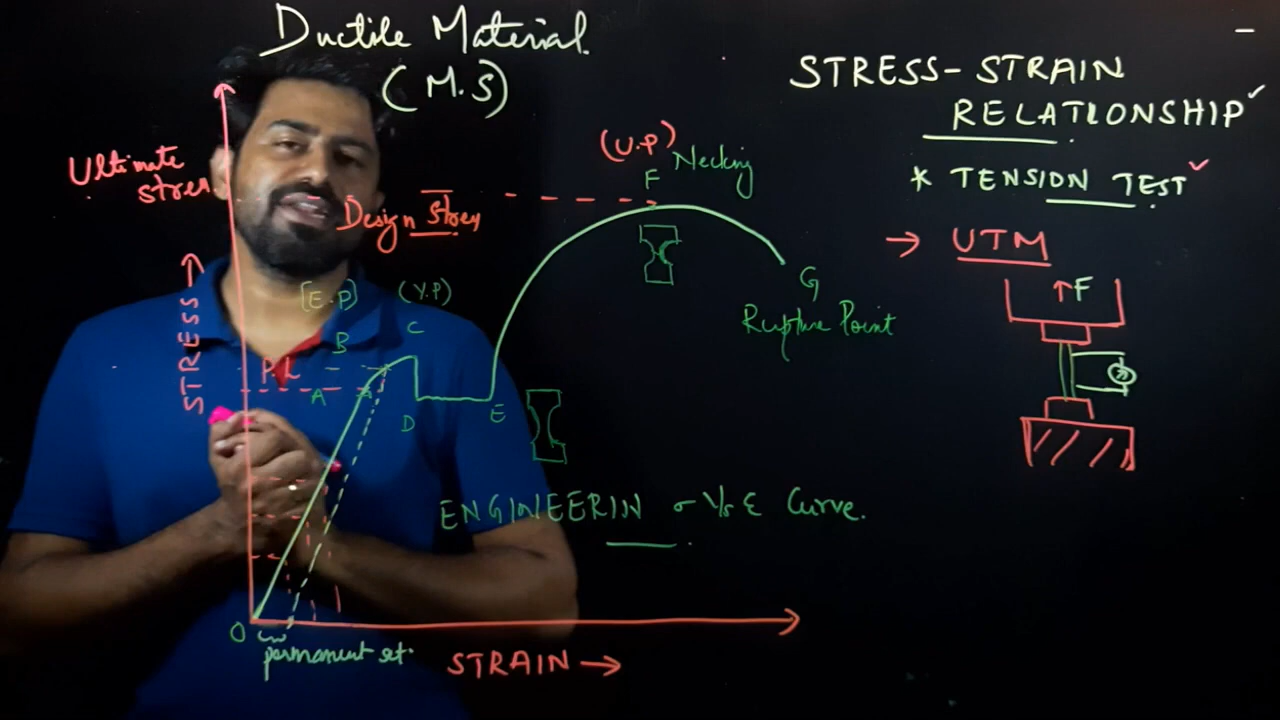 Ductile Material.
(M.S)
STRESS-STRAIN
RELATIONSHIP
* TENSION TEST
→ UTM
↑F
Ultimate
stress
(U.P)
Necking
F
Design Stress
STRESS →
[E.P]
(Y.P)
C
B
P.L
A
A
D
E
G
Rupture Point
ENGINEERIN σ V/s ε Curve.
O
permanent set.
STRAIN →